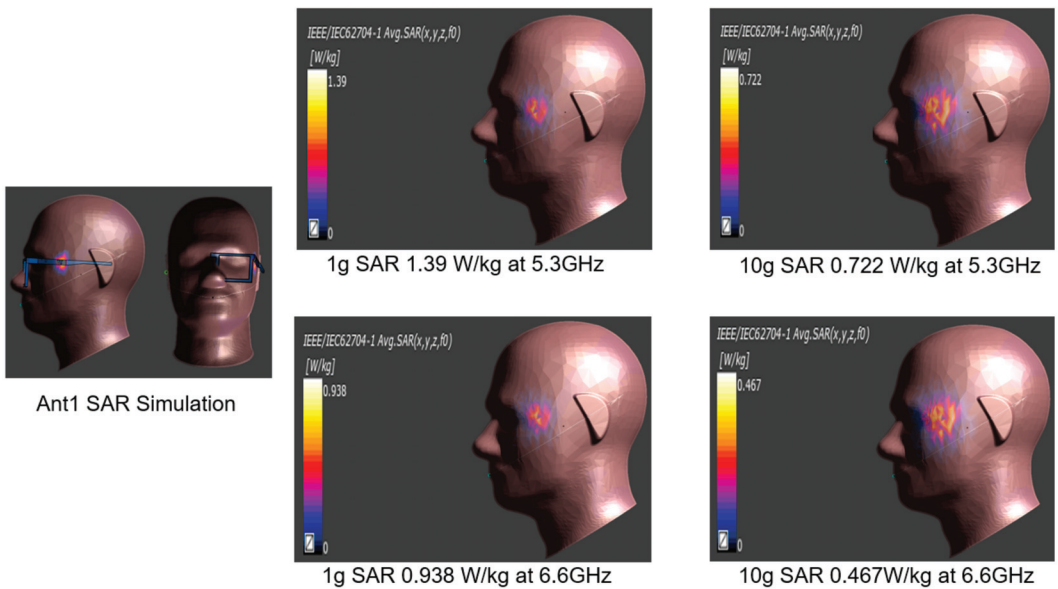 IEEE/IEC62704-1 Avg.SAR(x,y,z,f0)
[W/kg]
1.39
0
1g SAR 1.39 W/kg at 5.3GHz
IEEE/IEC62704-1 Avg.SAR(x,y,z,f0)
[W/kg]
0.722
0
10g SAR 0.722 W/kg at 5.3GHz
Ant1 SAR Simulation
IEEE/IEC62704-1 Avg.SAR(x,y,z,f0)
[W/kg]
0.938
0
1g SAR 0.938 W/kg at 6.6GHz
IEEE/IEC62704-1 Avg.SAR(x,y,z,f0)
[W/kg]
0.467
0
10g SAR 0.467W/kg at 6.6GHz